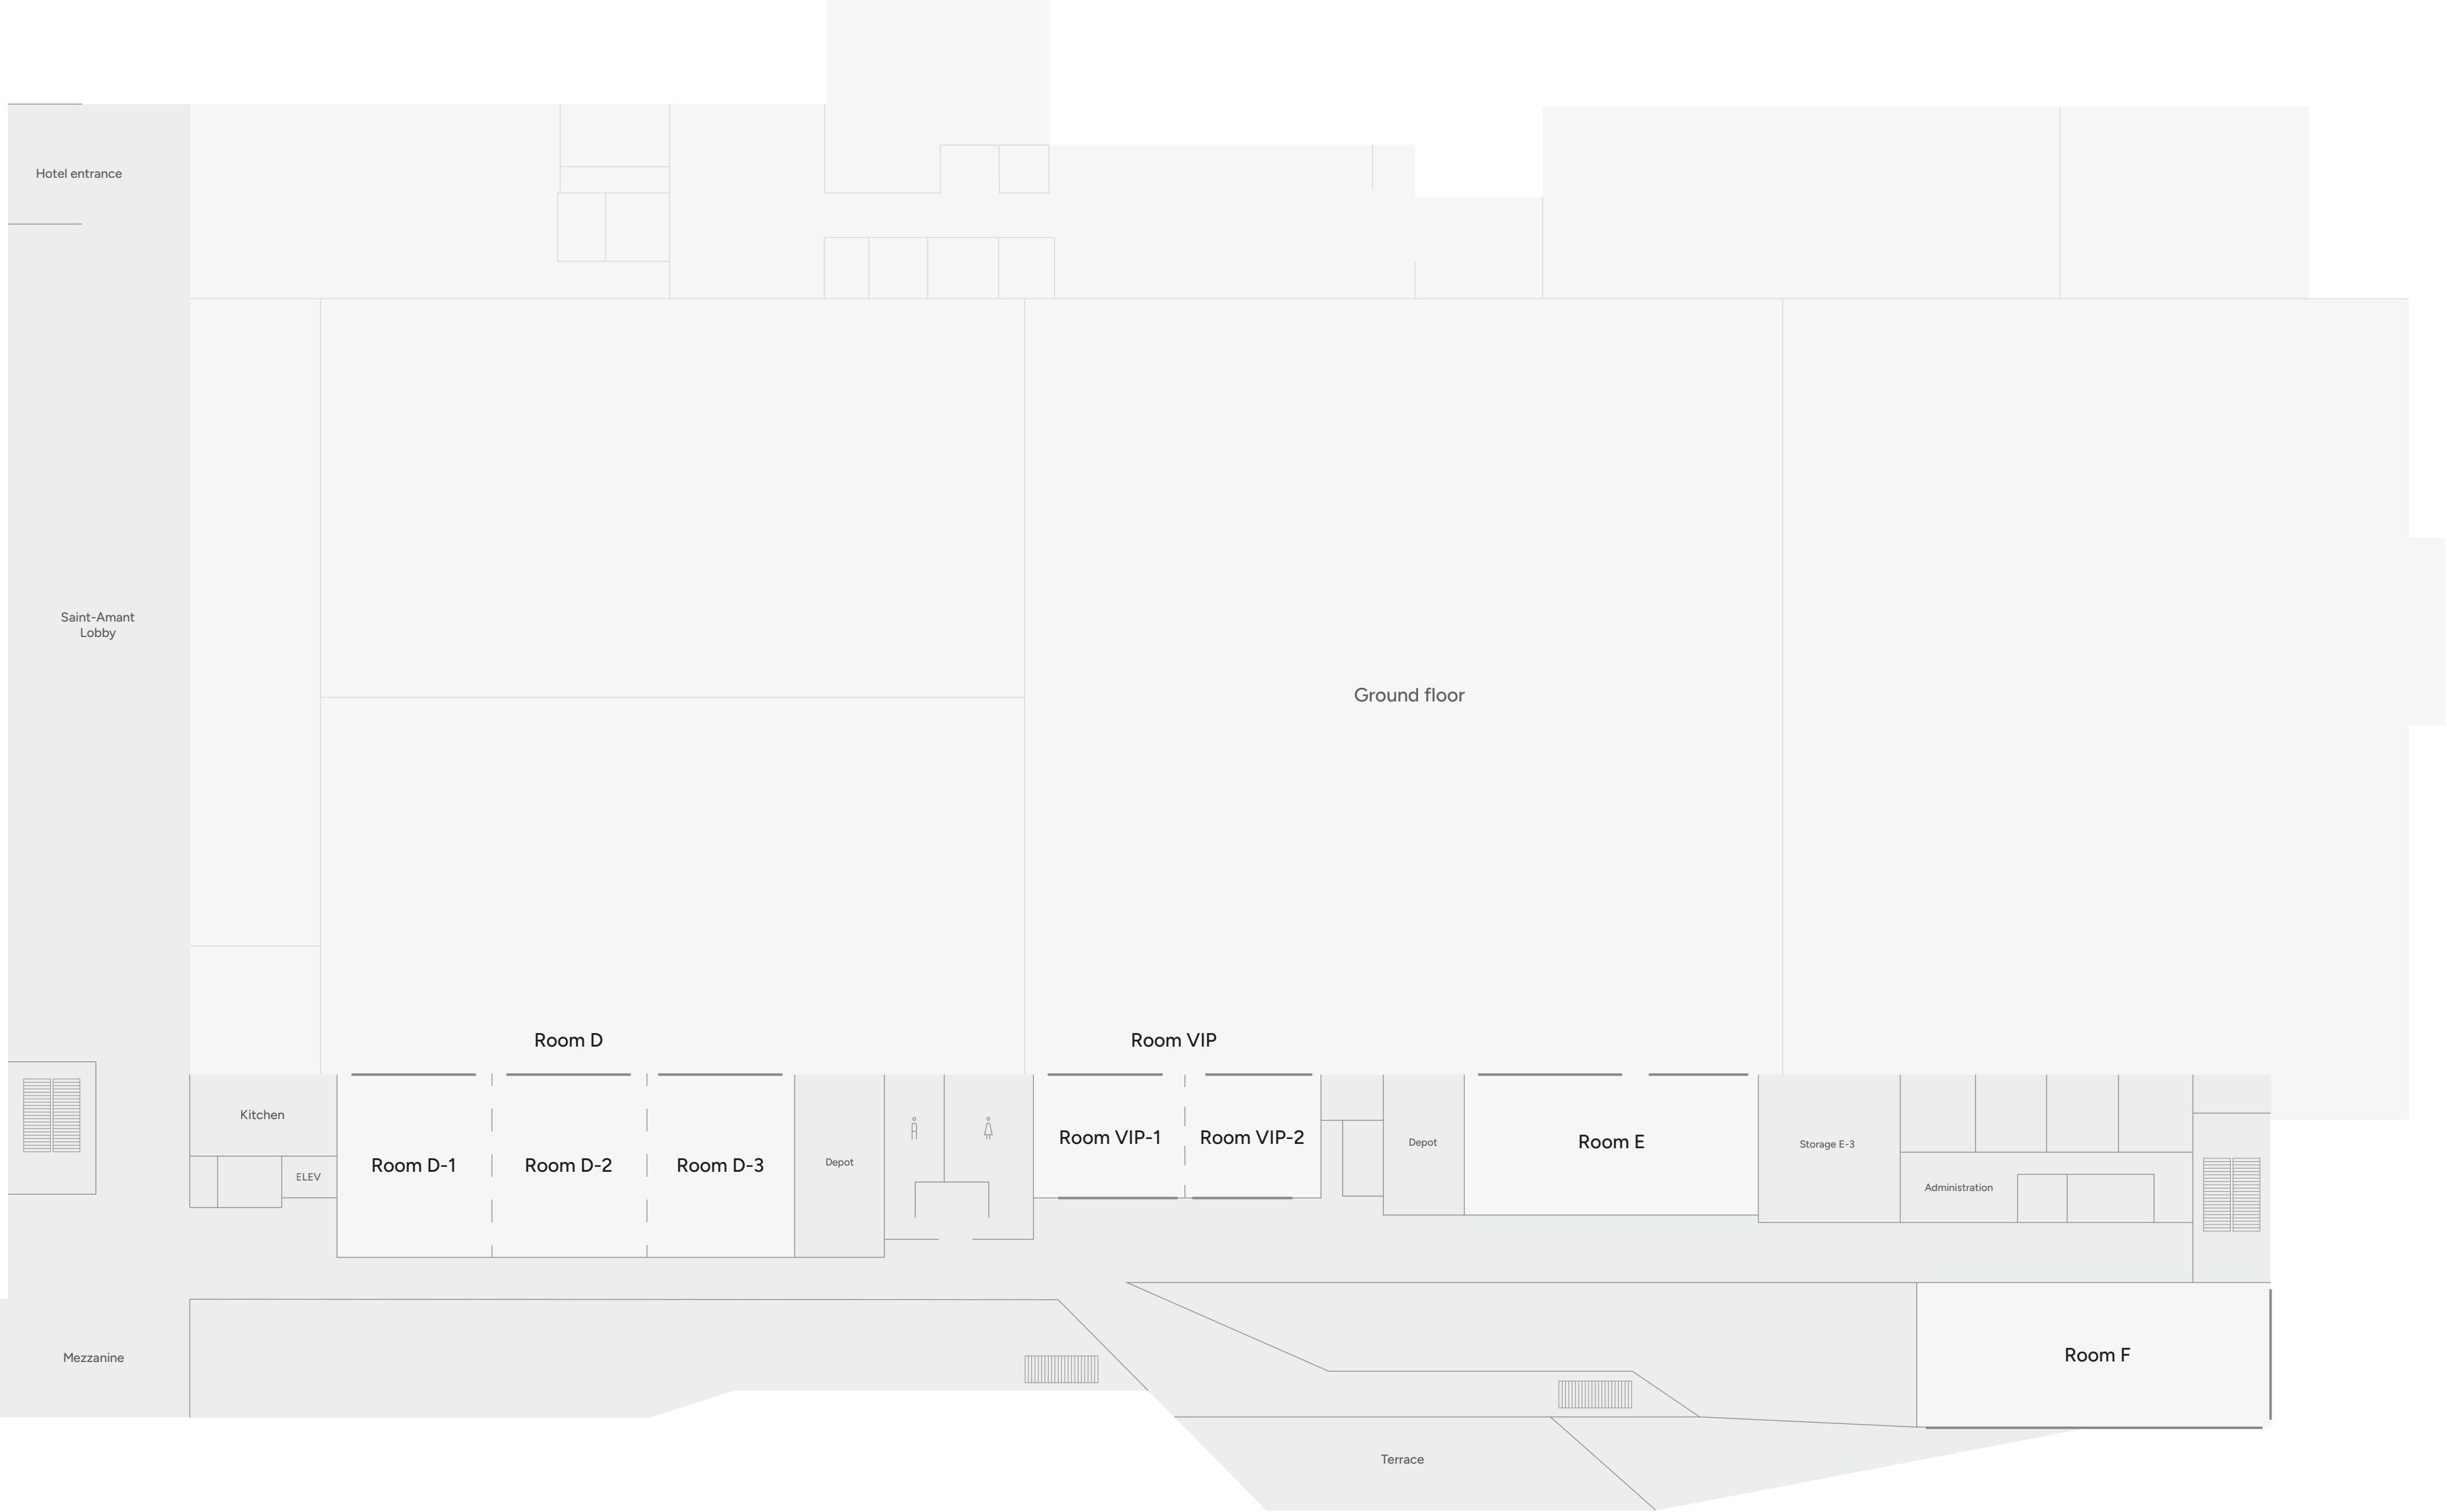 Hotel entrance
Saint-Amant
Lobby
Ground floor
Room D
Room VIP
Kitchen
ELEV
Room D-1
Room D-2
Room D-3
Depot
Room VIP-1
Room VIP-2
Depot
Room E
Storage E-3
Administration
Mezzanine
Room F
Terrace